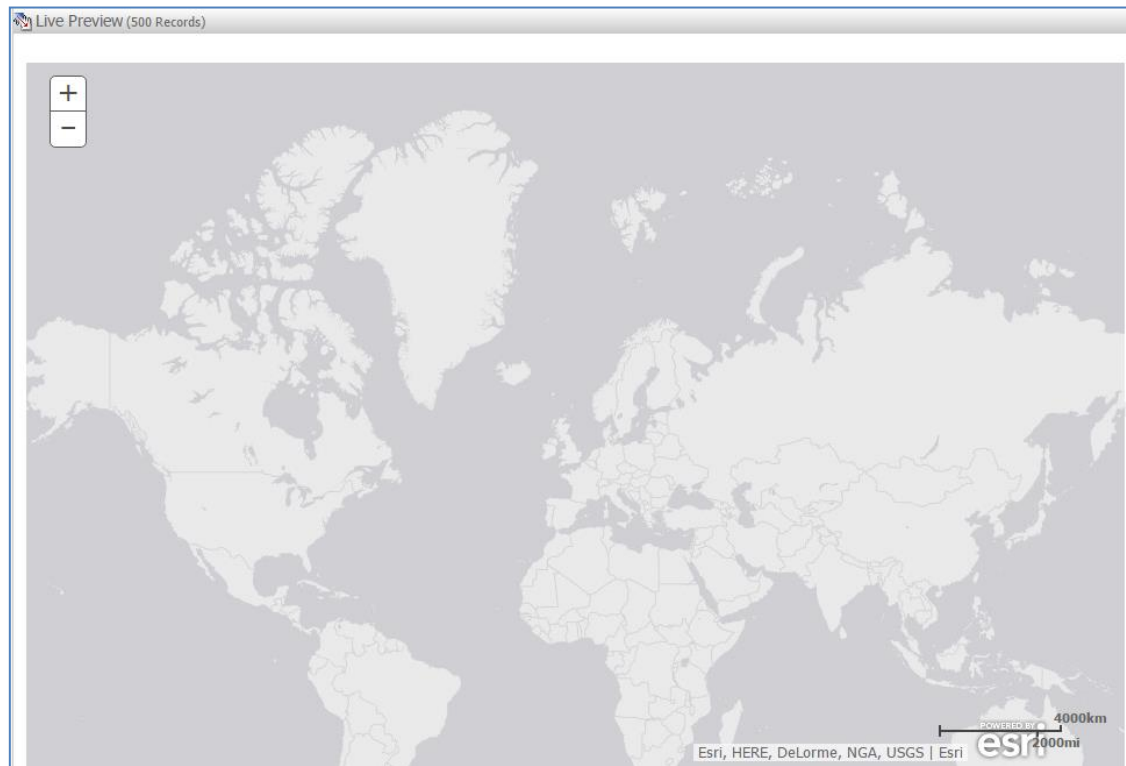 Live Preview (500 Records)
+
−
4000km
POWERED BY
esri
2000mi
Esri, HERE, DeLorme, NGA, USGS | Esri